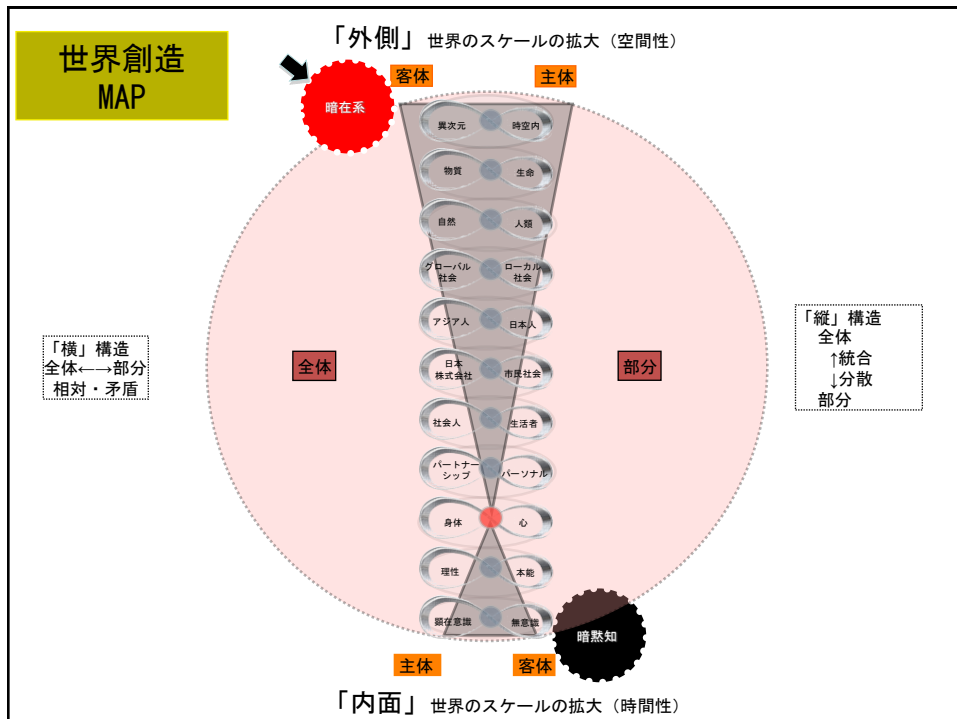 世界創造
MAP
「外側」世界のスケールの拡大（空間性）
客体
主体
暗在系
異次元
時空内
物質
生命
自然
人類
グローバル
社会
ローカル
社会
アジア人
日本人
「横」構造
全体←→部分
相対・矛盾
全体
日本
株式会社
市民社会
部分
「縦」構造
全体
↑統合
↓分散
部分
社会人
生活者
パートナー
シップ
パーソナル
身体
心
理性
本能
顕在意識
無意識
暗黙知
主体
客体
「内面」世界のスケールの拡大（時間性）